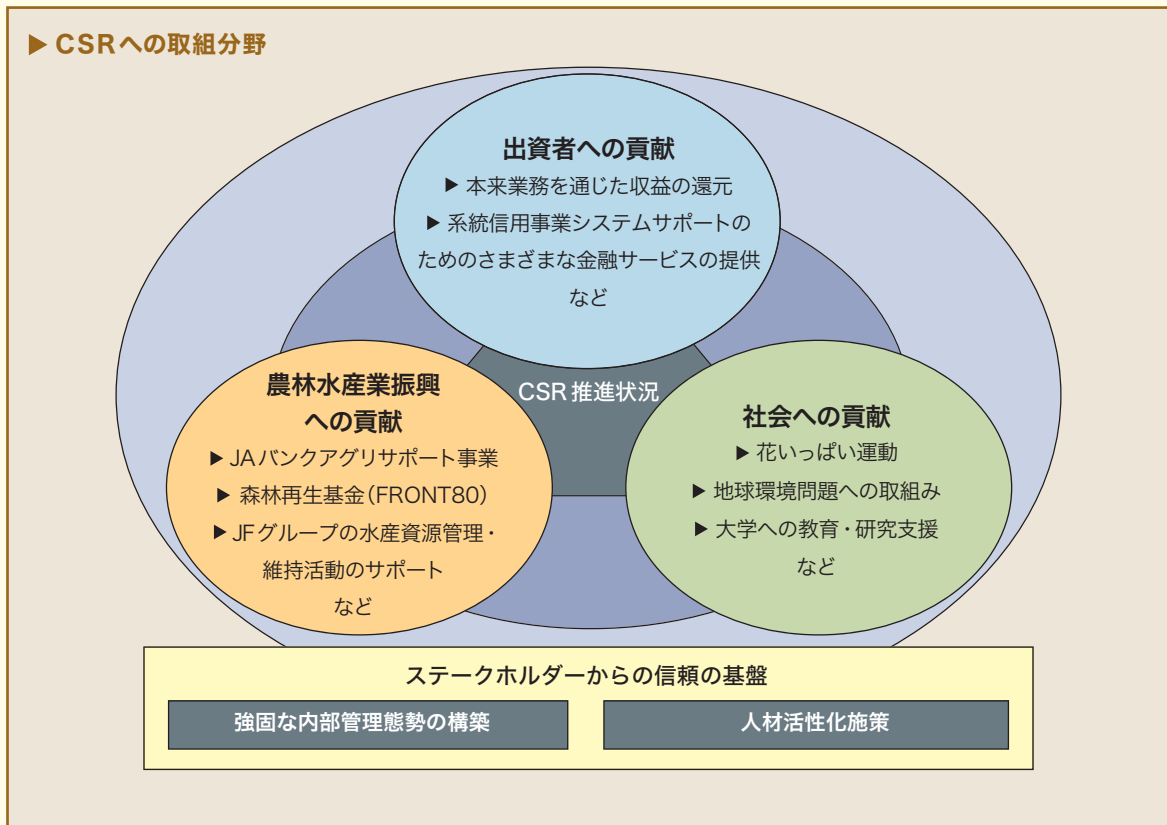 ▶ CSRへの取組分野
出資者への貢献
▶ 本来業務を通じた収益の還元
▶ 系統信用事業システムサポートの
ためのさまざまな金融サービスの提供
など
CSR推進状況
農林水産業振興
への貢献
▶ JAバンクアグリサポート事業
▶ 森林再生基金(FRONT80)
▶ JFグループの水産資源管理・
維持活動のサポート
など
社会への貢献
▶ 花いっぱい運動
▶ 地球環境問題への取組み
▶ 大学への教育・研究支援
など
ステークホルダーからの信頼の基盤
強固な内部管理態勢の構築
人材活性化施策